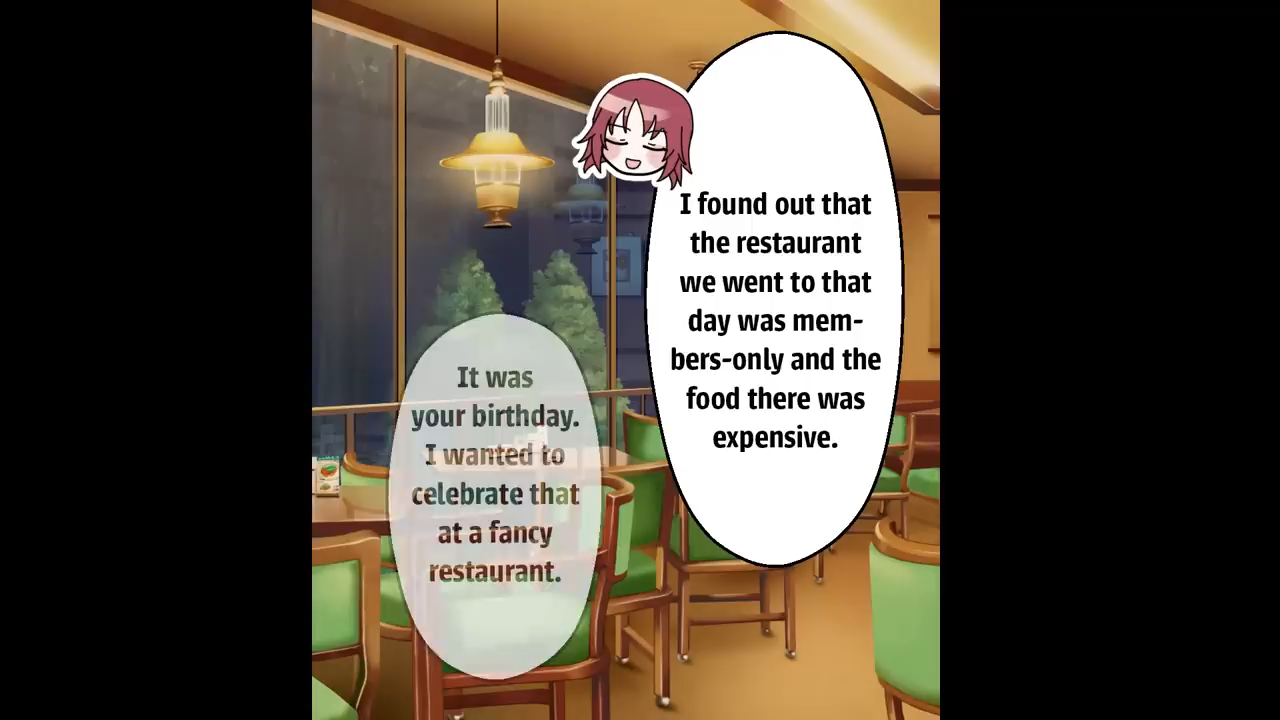 I found out that
the restaurant
we went to that
day was mem-
bers-only and the
food there was
expensive.
It was
your birthday.
I wanted to
celebrate that
at a fancy
restaurant.